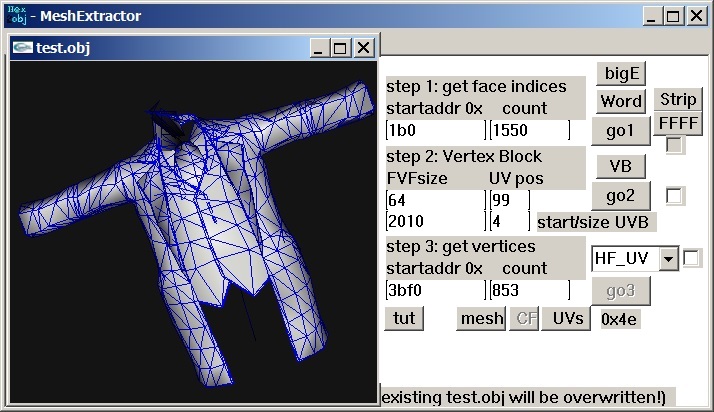 Hex obj - MeshExtractor
test.obj
bigE
step 1: get face indices
startaddr 0x count
Word
Strip
1b0 1550
go1
FFFF
step 2: Vertex Block
VB
FVFsize UV pos
64 99
go2
2010 4 start/size UVB
step 3: get vertices
startaddr 0x count
HF_UV
3bf0 853
go3
tut mesh CF UVs 0x4e
existing test.obj will be overwritten!)